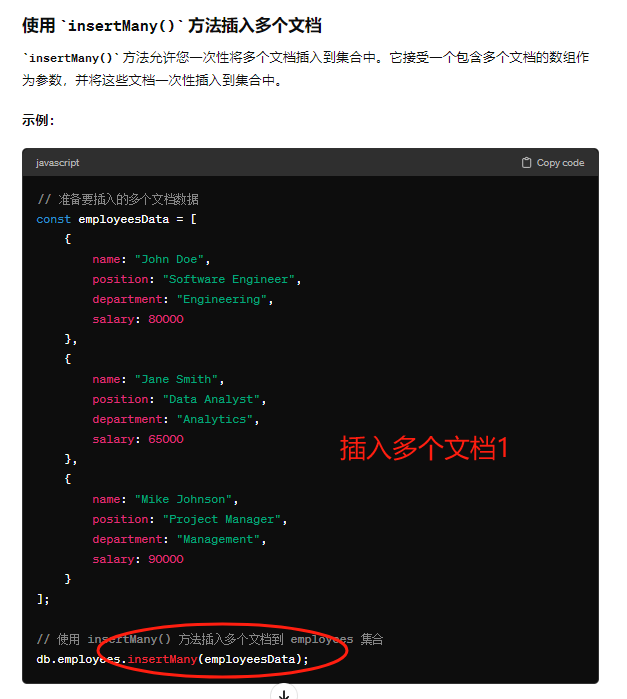 使用 `insertMany()` 方法插入多个文档
`insertMany()` 方法允许您一次性将多个文档插入到集合中。它接受一个包含多个文档的数组作
为参数，并将这些文档一次性插入到集合中。
示例：
javascript
Copy code
// 准备要插入的多个文档数据
const employeesData = [
    {
        name: "John Doe",
        position: "Software Engineer",
        department: "Engineering",
        salary: 80000
    },
    {
        name: "Jane Smith",
        position: "Data Analyst",
        department: "Analytics",
        salary: 65000
    },
插入多个文档1
    {
        name: "Mike Johnson",
        position: "Project Manager",
        department: "Management",
        salary: 90000
    }
];
// 使用 insertMany() 方法插入多个文档到 employees 集合
db.employees.insertMany(employeesData);